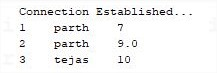 Connection Established...
1 parth 7
2 parth 9.0
3 tejas 10